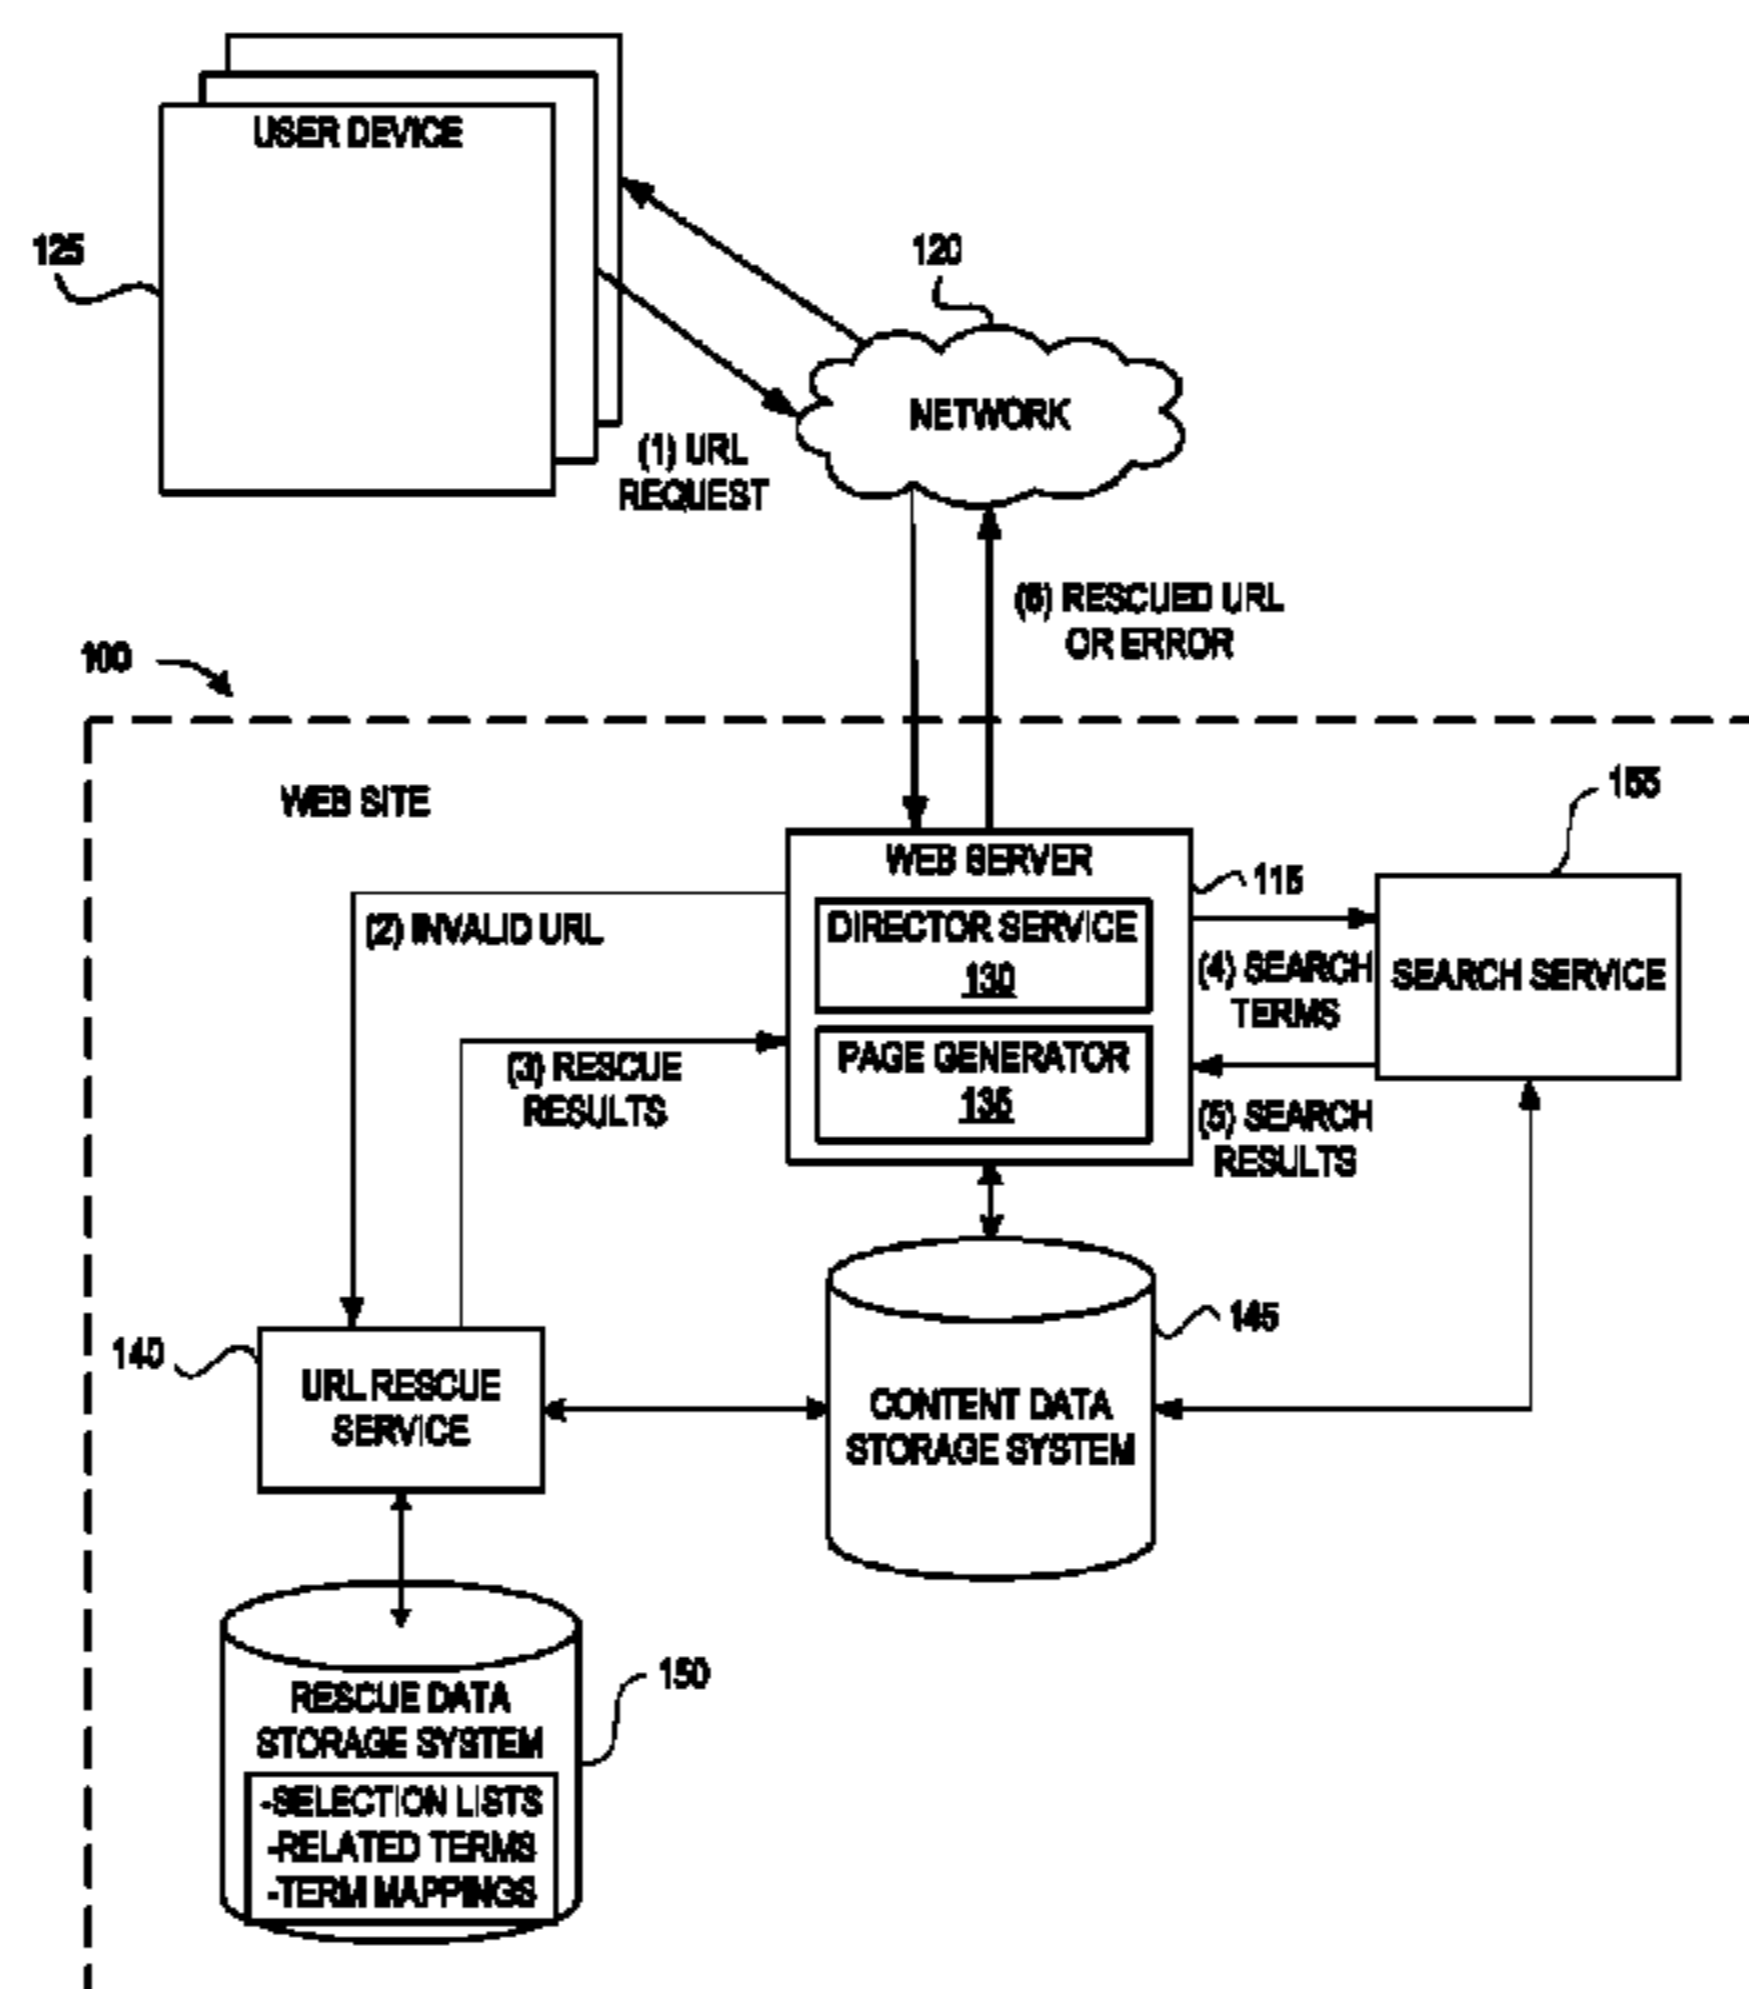 USER DEVICE
125
120
NETWORK
(1) URL
REQUEST
(6) RESCUED URL
OR ERROR
100
WEB SITE
155
WEB SERVER
115
(2) INVALID URL
DIRECTOR SERVICE
130
(4) SEARCH
TERMS
SEARCH SERVICE
(3) RESCUE
RESULTS
PAGE GENERATOR
135
(5) SEARCH
RESULTS
145
140
URL RESCUE
SERVICE
CONTENT DATA
STORAGE SYSTEM
150
RESCUE DATA
STORAGE SYSTEM
-SELECTION LISTS
-RELATED TERMS
-TERM MAPPINGS